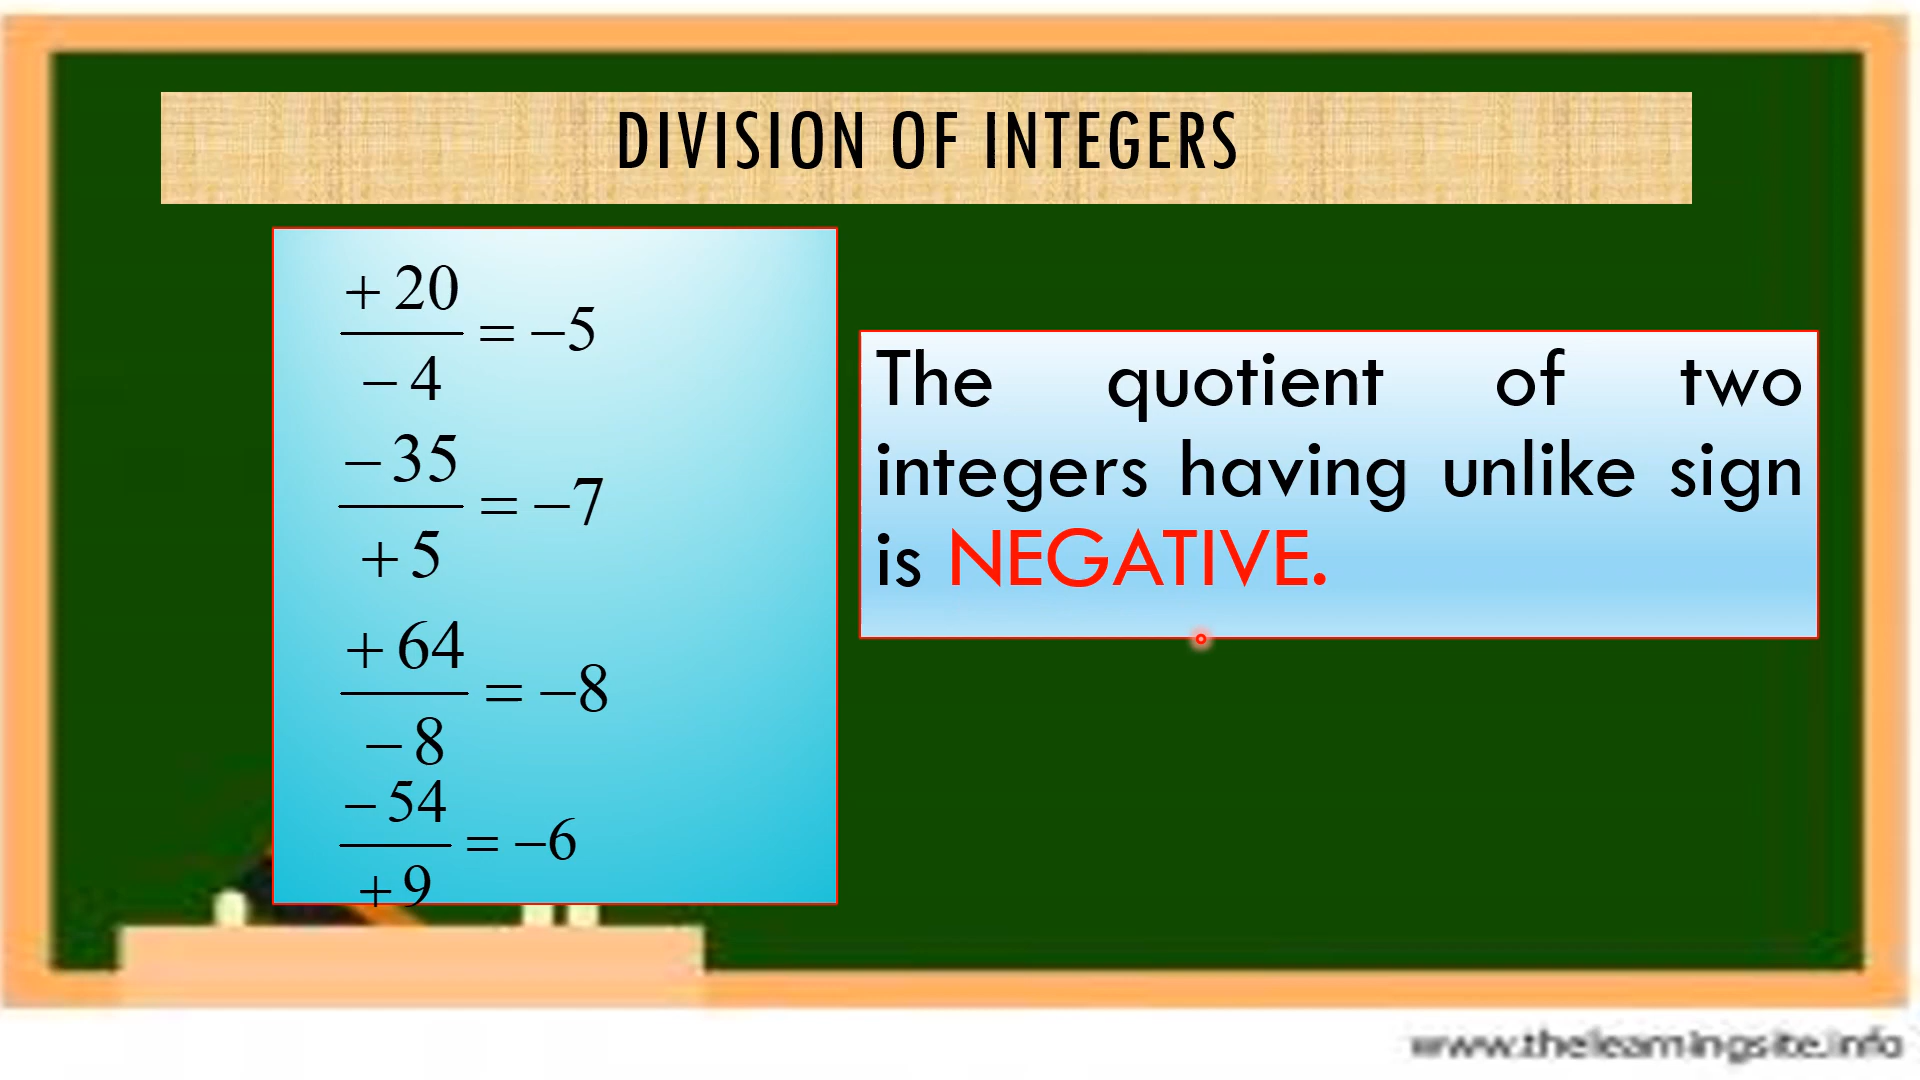 DIVISION OF INTEGERS
+ 20
― = −5
− 4
− 35
― = −7
+ 5
+ 64
― = −8
− 8
− 54
― = −6
+ 9
The quotient of two
integers having unlike sign
is NEGATIVE.
www.thelearningsite.info